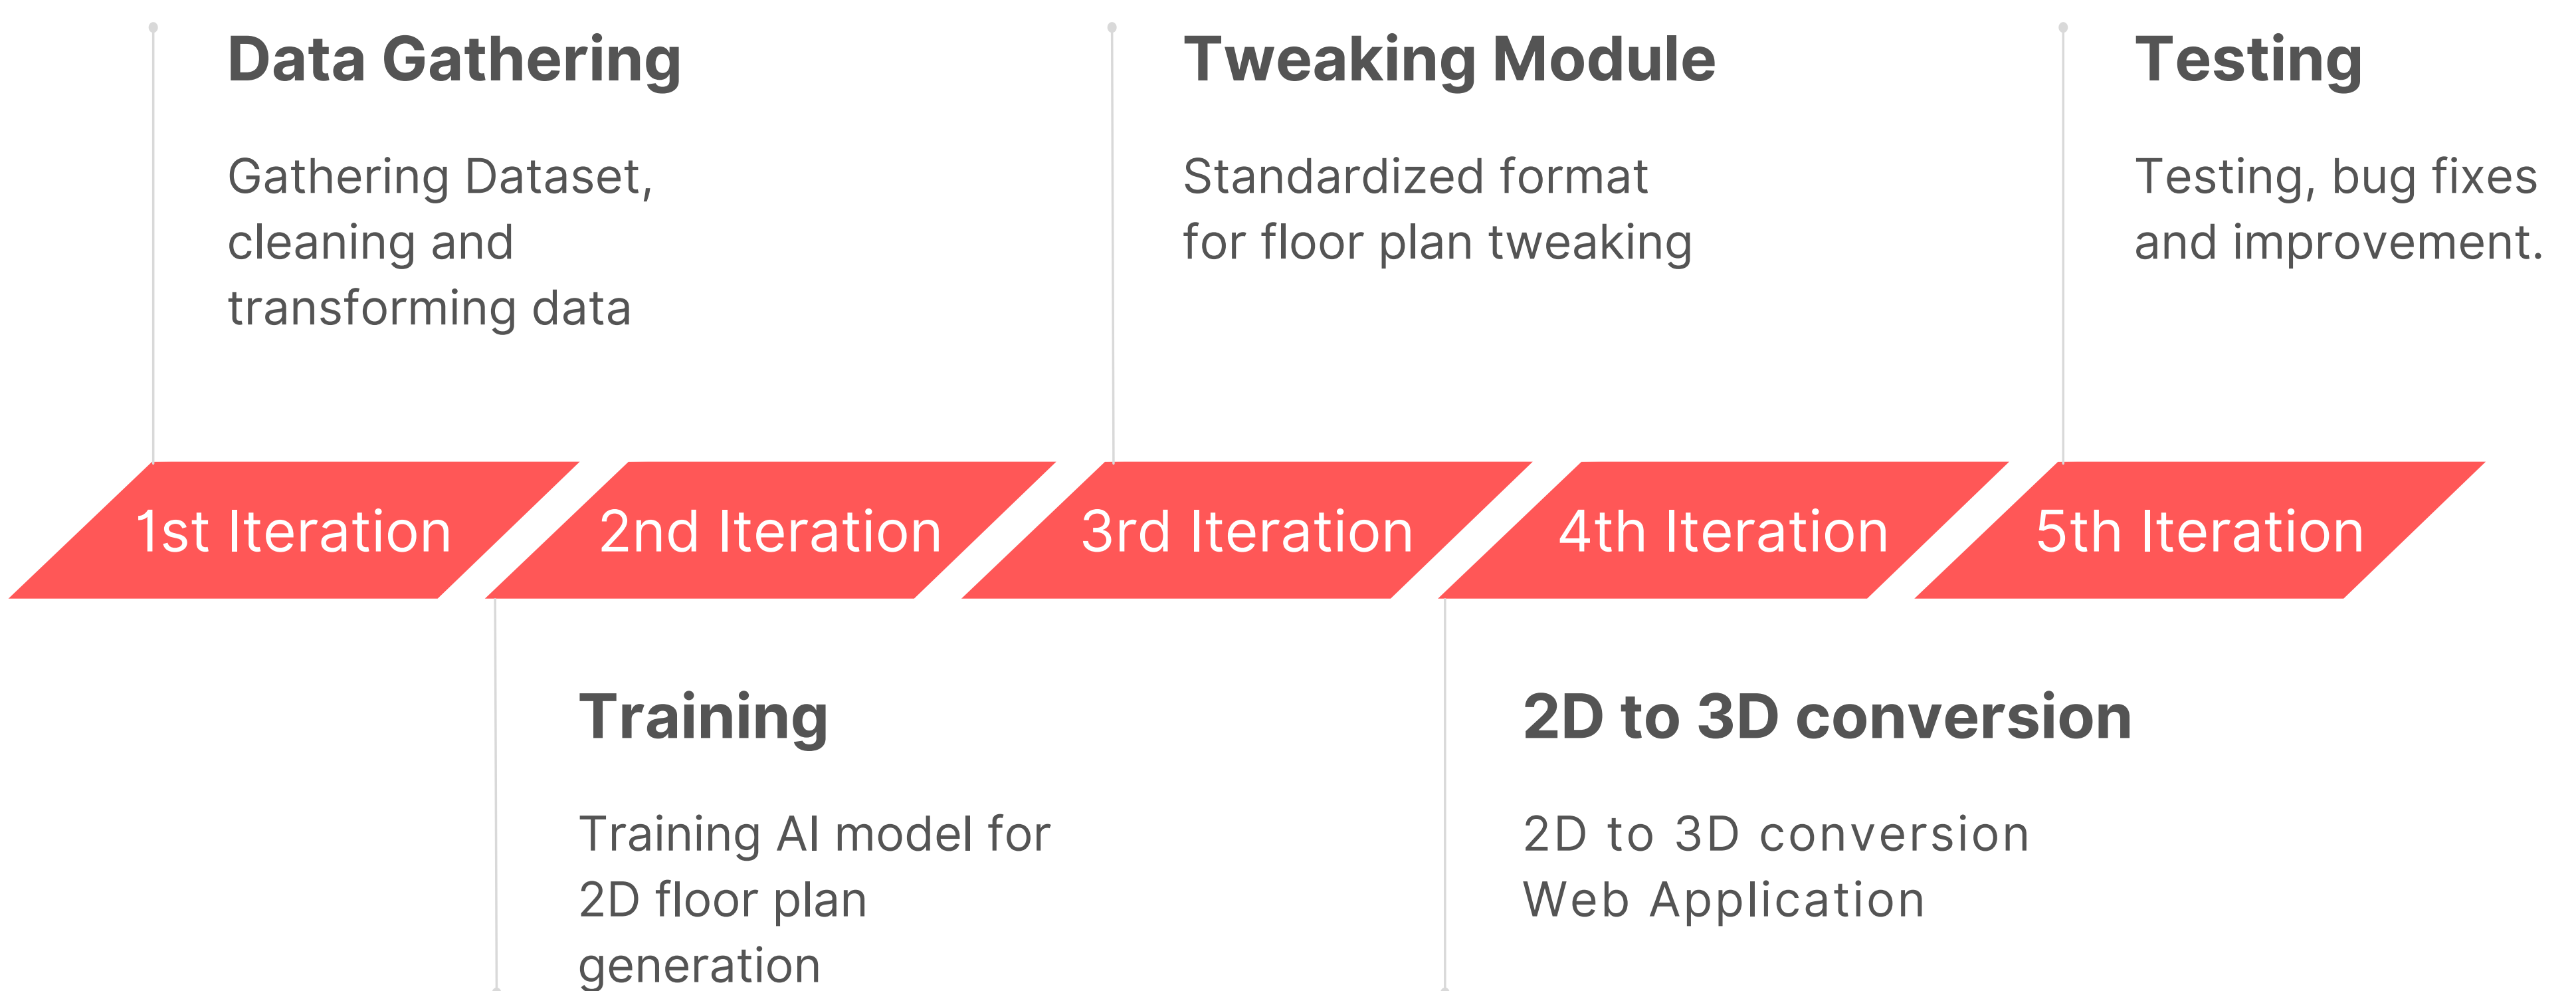 Data Gathering
Gathering Dataset,
cleaning and
transforming data
Tweaking Module
Standardized format
for floor plan tweaking
Testing
Testing, bug fixes
and improvement.
1st Iteration
2nd Iteration
3rd Iteration
4th Iteration
5th Iteration
Training
Training AI model for
2D floor plan
generation
2D to 3D conversion
2D to 3D conversion
Web Application